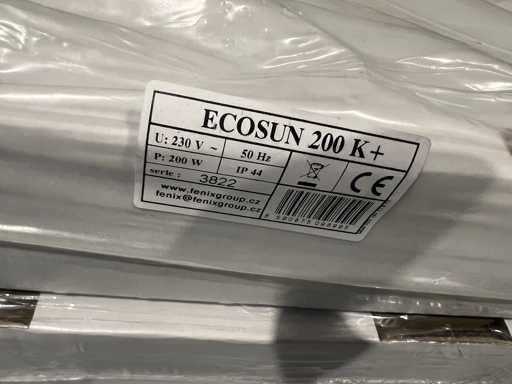 ECOSUN 200 K+
U: 230 V ~ 50 Hz
P: 200 W IP 44
serie : 3822
www.fenixgroup.cz
fenix@fenixgroup.cz
CE